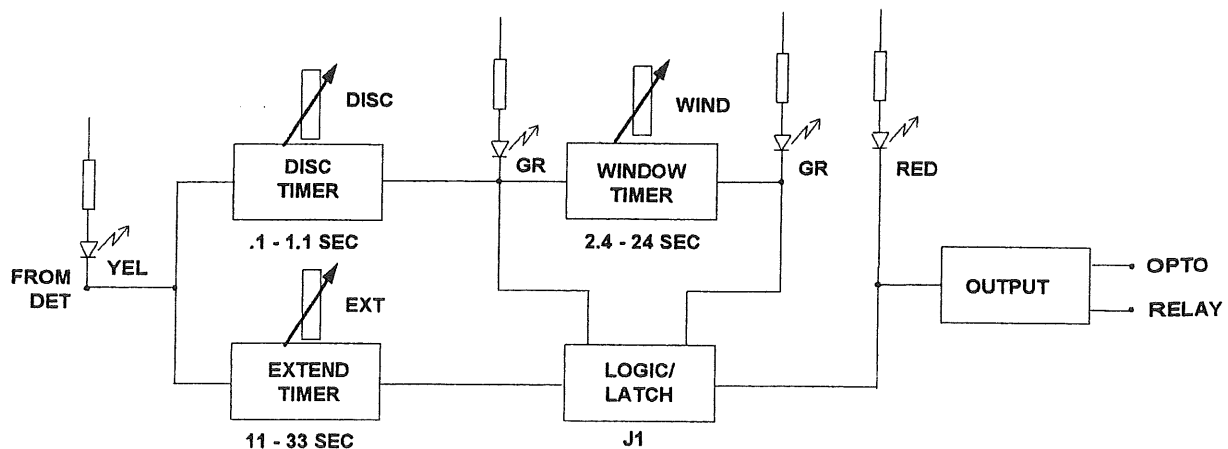 DISC
WIND
DISC
TIMER
GR
WINDOW
TIMER
GR
RED
.1 - 1.1 SEC
2.4 - 24 SEC
FROM
DET
YEL
EXT
OUTPUT
OPTO
RELAY
EXTEND
TIMER
LOGIC/
LATCH
11 - 33 SEC
J1